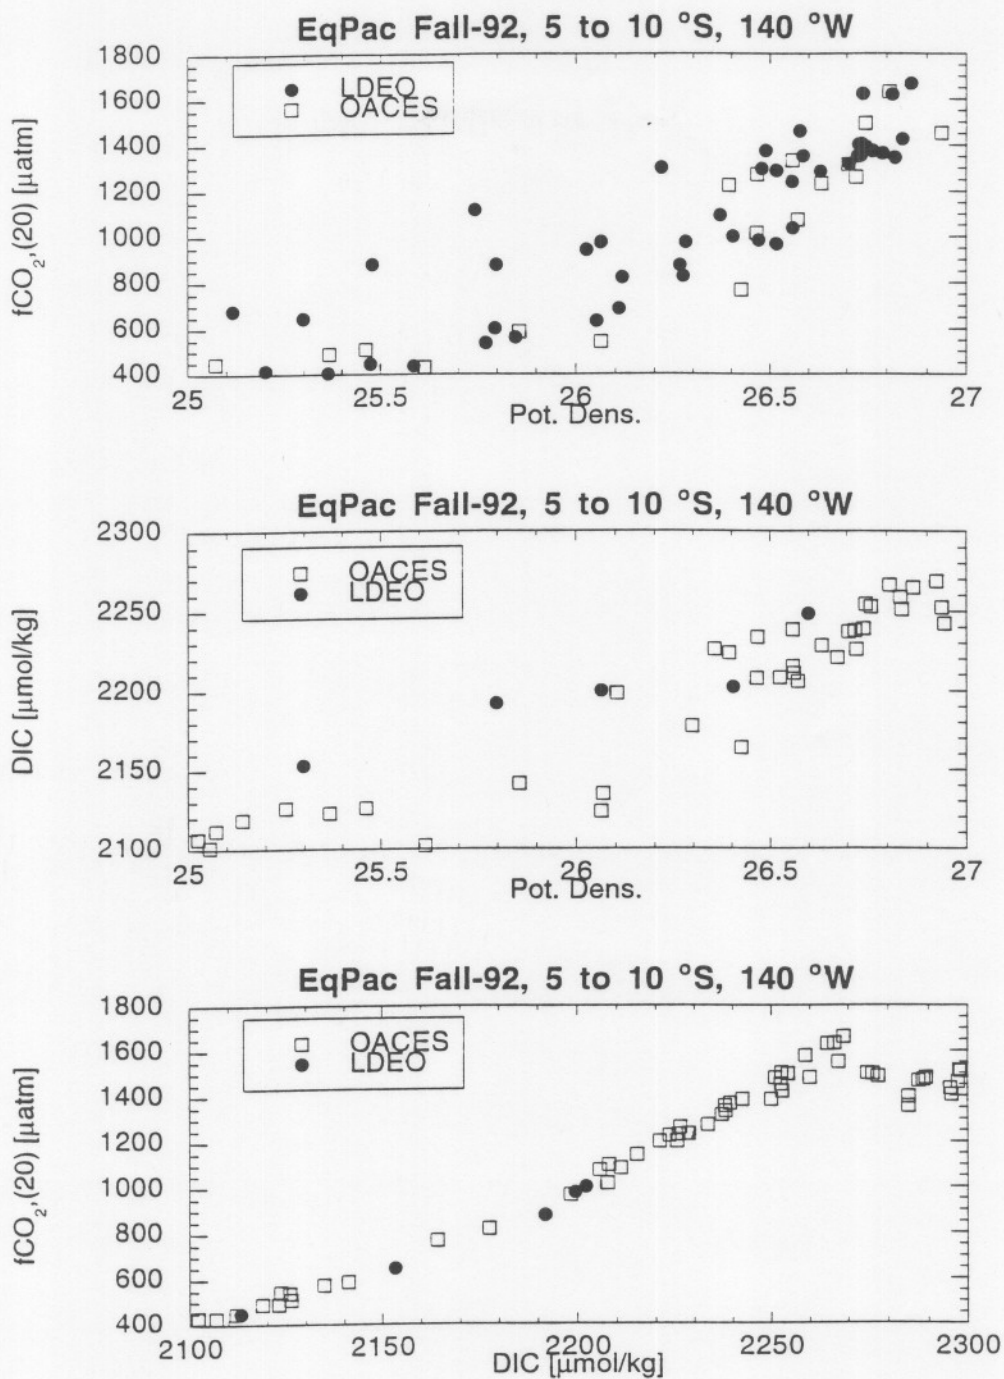 EqPac Fall-92, 5 to 10 °S, 140 °W
1800
1600
1400
1200
1000
800
600
400
fCO₂,(20) [µatm]
LDEO
OACES
25 25.5 26 26.5 27
Pot. Dens.
EqPac Fall-92, 5 to 10 °S, 140 °W
2300
2250
2200
2150
2100
DIC [µmol/kg]
OACES
LDEO
25 25.5 26 26.5 27
Pot. Dens.
EqPac Fall-92, 5 to 10 °S, 140 °W
1800
1600
1400
1200
1000
800
600
400
fCO₂,(20) [µatm]
OACES
LDEO
2100 2150 2200 2250 2300
DIC [µmol/kg]